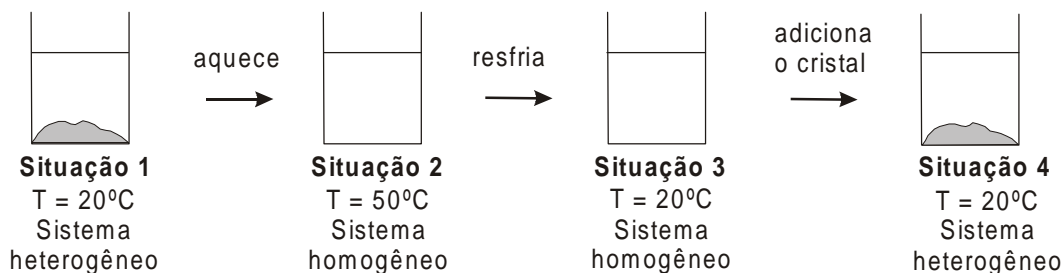 aquece
resfria
adiciona
o cristal
Situação 1
T = 20ºC
Sistema
heterogêneo
Situação 2
T = 50ºC
Sistema
homogêneo
Situação 3
T = 20ºC
Sistema
homogêneo
Situação 4
T = 20ºC
Sistema
heterogêneo